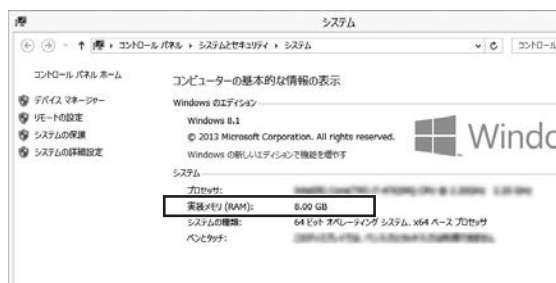 システム
コントロール パネル ▸ システムとセキュリティ ▸ システム
コントロール パネル ホーム
デバイス マネージャー
リモートの設定
システムの保護
システムの詳細設定
コンピューターの基本的な情報の表示
Windows のエディション
Windows 8.1
© 2013 Microsoft Corporation. All rights reserved.
Windows の新しいエディションで機能を増やす
システム
プロセッサ:
実装メモリ (RAM): 8.00 GB
システムの種類: 64 ビット オペレーティング システム、x64 ベース プロセッサ
ペンとタッチ: